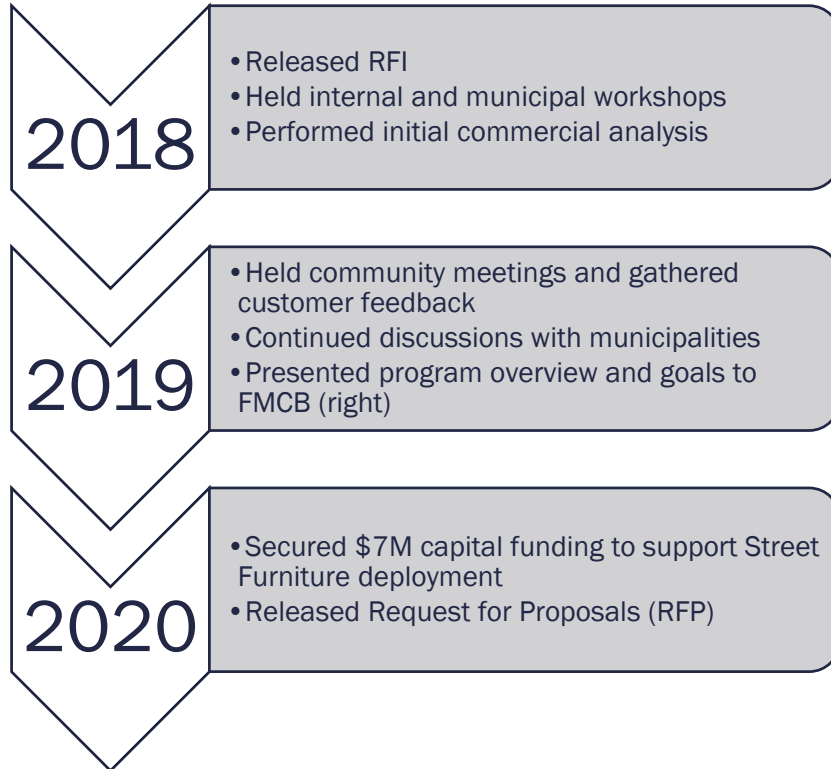 2018
•Released RFI
•Held internal and municipal workshops
•Performed initial commercial analysis
2019
•Held community meetings and gathered
customer feedback
•Continued discussions with municipalities
•Presented program overview and goals to
FMCB (right)
2020
•Secured $7M capital funding to support Street
Furniture deployment
•Released Request for Proposals (RFP)